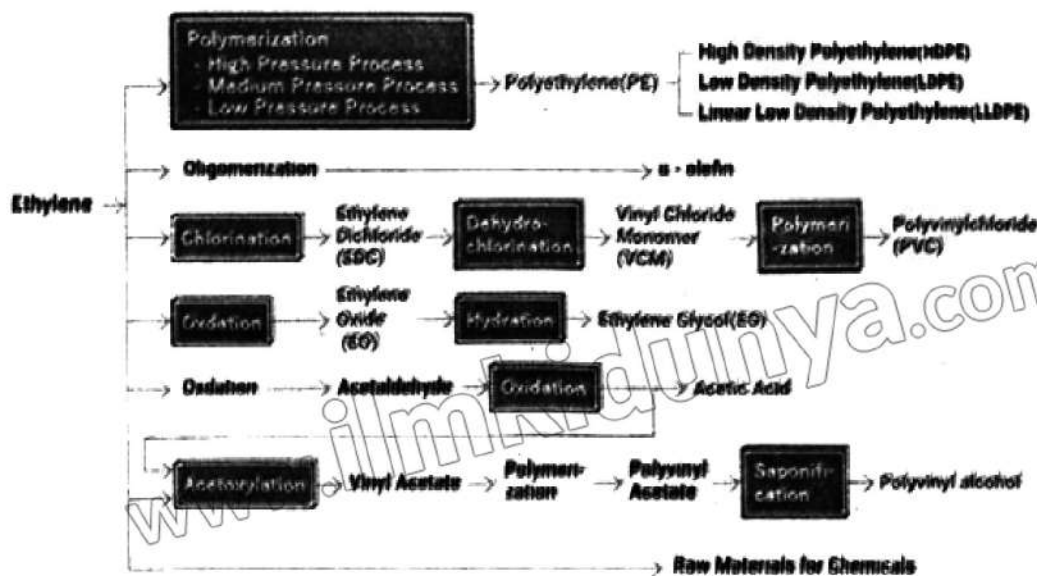 Polymerization
- High Pressure Process
- Medium Pressure Process
- Low Pressure Process
Polyethylene(PE)
High Density Polyethylene(HDPE)
Low Density Polyethylene(LDPE)
Linear Low Density Polyethylene(LLDPE)
Ethylene
Oligomerization
α - olefin
Chlorination
Ethylene
Dichloride
(EDC)
Dehydro-
chlorination
Vinyl Chloride
Monomer
(VCM)
Polymeri
-zation
Polyvinylchloride
(PVC)
Oxidation
Ethylene
Oxide
(EO)
Hydration
Ethylene Glycol(EG)
Oxidation
Acetaldehyde
Oxidation
Acetic Acid
Acetoxylation
Vinyl Acetate
Polymeri-
zation
Polyvinyl
Acetate
Saponifi-
cation
Polyvinyl alcohol
Raw Materials for Chemicals
www.ilmkidunya.com